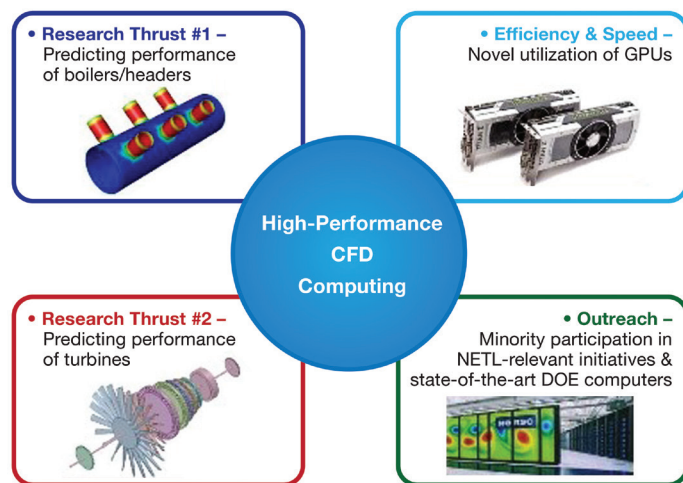 • Research Thrust #1 –
Predicting performance
of boilers/headers
• Efficiency & Speed –
Novel utilization of GPUs
High-Performance
CFD
Computing
• Research Thrust #2 –
Predicting performance
of turbines
• Outreach –
Minority participation in
NETL-relevant initiatives &
state-of-the-art DOE computers